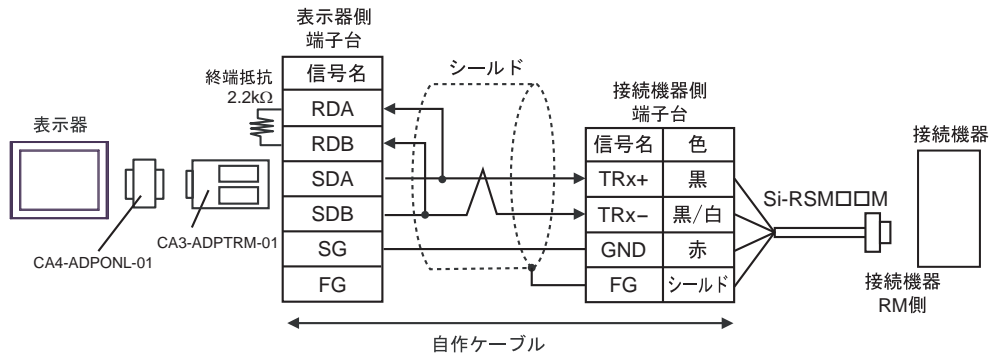 表示器側
端子台
信号名
RDA
RDB
SDA
SDB
SG
FG
終端抵抗
2.2kΩ
表示器
CA4-ADPONL-01
CA3-ADPTRM-01
シールド
接続機器側
端子台
信号名 色
TRx+ 黒
TRx− 黒/白
GND 赤
FG シールド
Si-RSM□□M
接続機器
接続機器
RM側
自作ケーブル